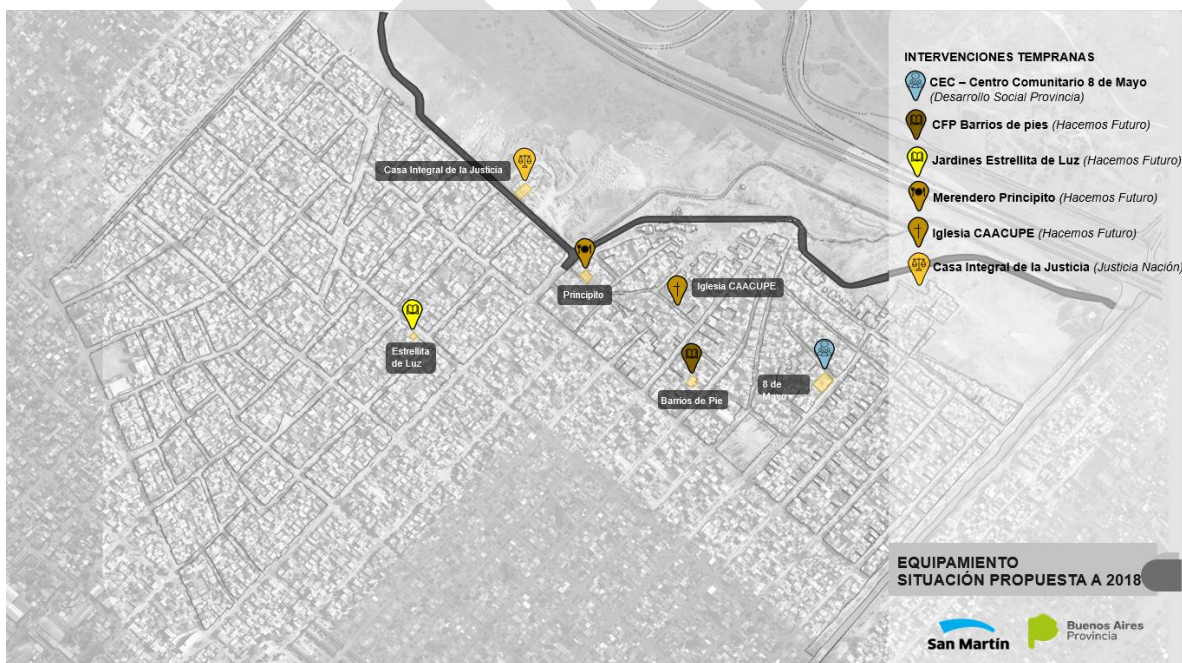 INTERVENCIONES TEMPRANAS
CEC – Centro Comunitario 8 de Mayo
(Desarrollo Social Provincia)
CFP Barrios de pies (Hacemos Futuro)
Jardines Estrellita de Luz (Hacemos Futuro)
Merendero Principito (Hacemos Futuro)
Iglesia CAACUPE (Hacemos Futuro)
Casa Integral de la Justicia (Justicia Nación)
Casa Integral de la Justicia
Principito
Iglesia CAACUPE
Estrellita
de Luz
Barrios de Pie
8 de
Mayo
EQUIPAMIENTO
SITUACIÓN PROPUESTA A 2018
San Martín
Buenos Aires
Provincia